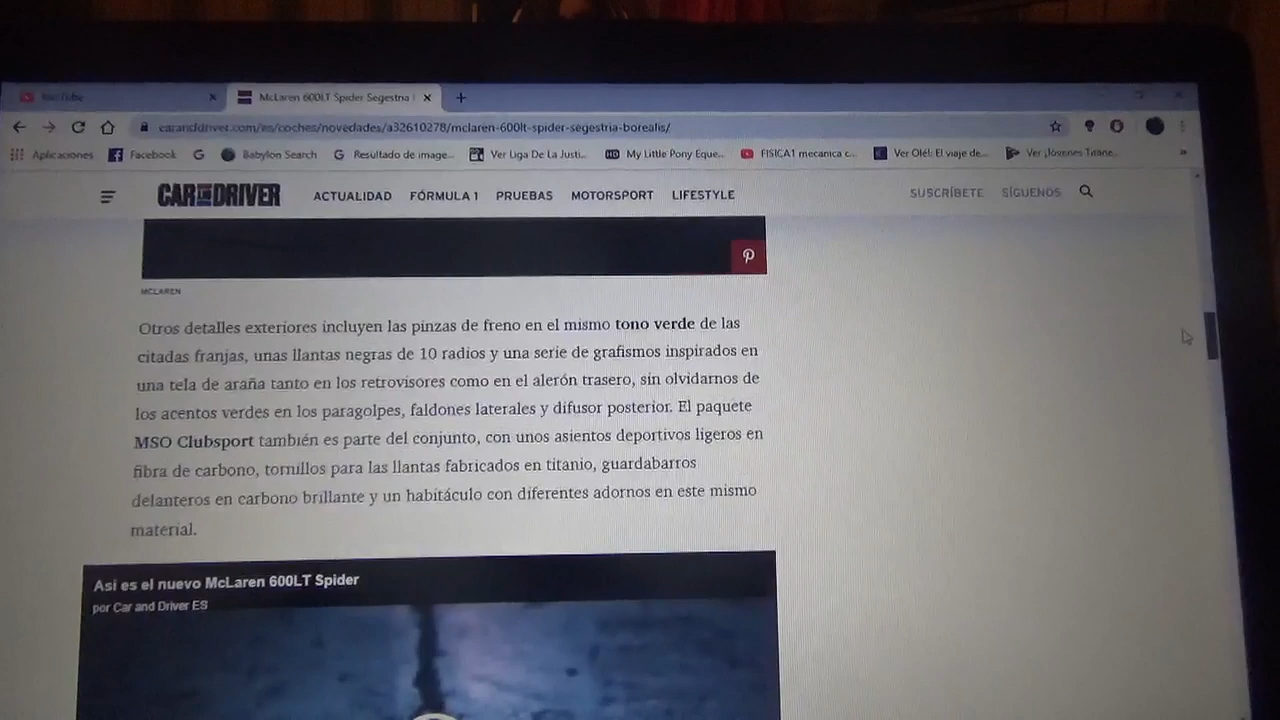 YouTube
McLaren 600LT Spider Segestria
caranddriver.com/es/coches/novedades/a32610278/mclaren-600lt-spider-segestria-borealis/
Aplicaciones Facebook Babylon Search Resultado de image... Ver Liga De La Justi... My Little Pony Eque... FISICA1 mecanica c... Ver Olé!: El viaje de... Ver ¡Jóvenes Titane...
CAR AND DRIVER ACTUALIDAD FÓRMULA 1 PRUEBAS MOTORSPORT LIFESTYLE SUSCRÍBETE SÍGUENOS
MCLAREN
Otros detalles exteriores incluyen las pinzas de freno en el mismo tono verde de las
citadas franjas, unas llantas negras de 10 radios y una serie de grafismos inspirados en
una tela de araña tanto en los retrovisores como en el alerón trasero, sin olvidarnos de
los acentos verdes en los paragolpes, faldones laterales y difusor posterior. El paquete
MSO Clubsport también es parte del conjunto, con unos asientos deportivos ligeros en
fibra de carbono, tornillos para las llantas fabricados en titanio, guardabarros
delanteros en carbono brillante y un habitáculo con diferentes adornos en este mismo
material.
Asi es el nuevo McLaren 600LT Spider
por Car and Driver ES